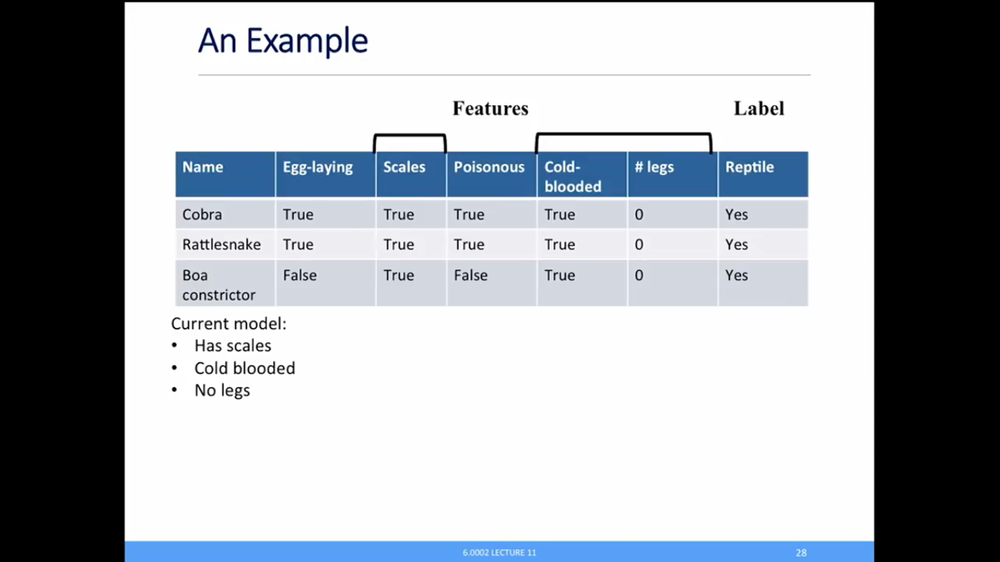 An Example
Features Label
Name Egg-laying Scales Poisonous Cold-blooded # legs Reptile
Cobra True True True True 0 Yes
Rattlesnake True True True True 0 Yes
Boa constrictor False True False True 0 Yes
Current model:
• Has scales
• Cold blooded
• No legs
6.0002 LECTURE 11 28